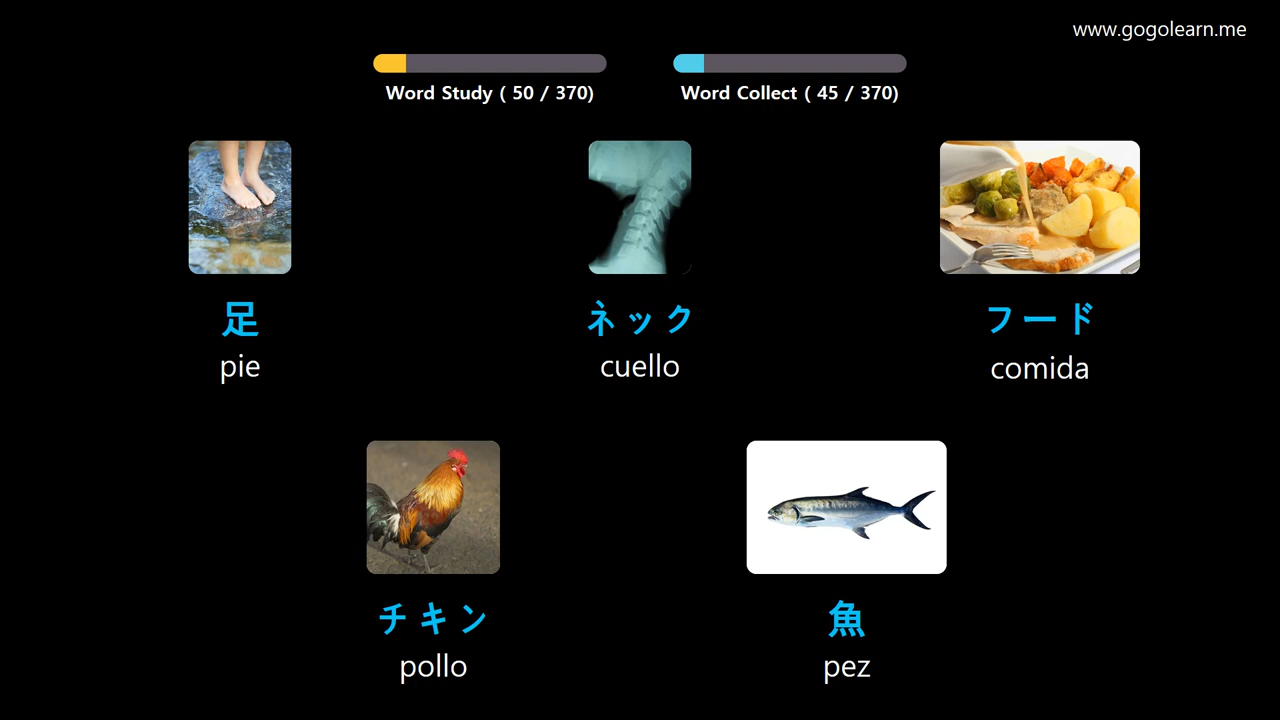 www.gogolearn.me
Word Study ( 50 / 370)
Word Collect ( 45 / 370)
足
pie
ネック
cuello
フード
comida
チキン
pollo
魚
pez